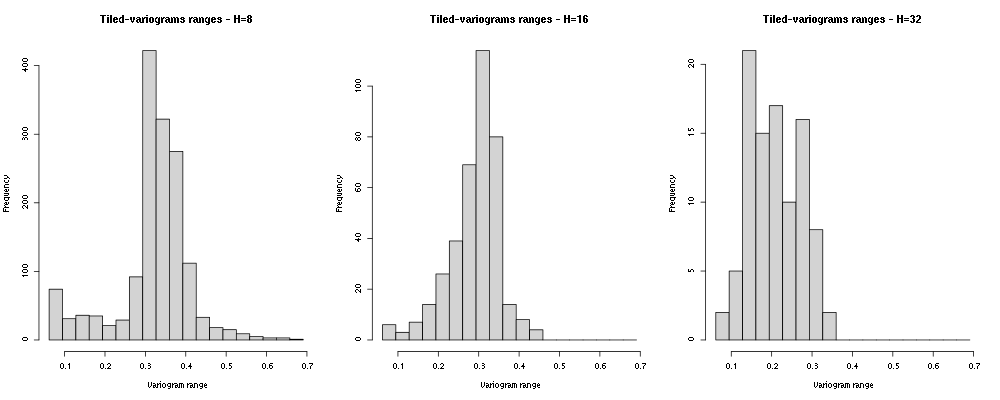 Tiled-variograms ranges - H=8
Frequency
0
100
200
300
400
0.1 0.2 0.3 0.4 0.5 0.6 0.7
Variogram range
Tiled-variograms ranges - H=16
Frequency
0
20
40
60
80
100
0.1 0.2 0.3 0.4 0.5 0.6 0.7
Variogram range
Tiled-variograms ranges - H=32
Frequency
0
5
10
15
20
0.1 0.2 0.3 0.4 0.5 0.6 0.7
Variogram range